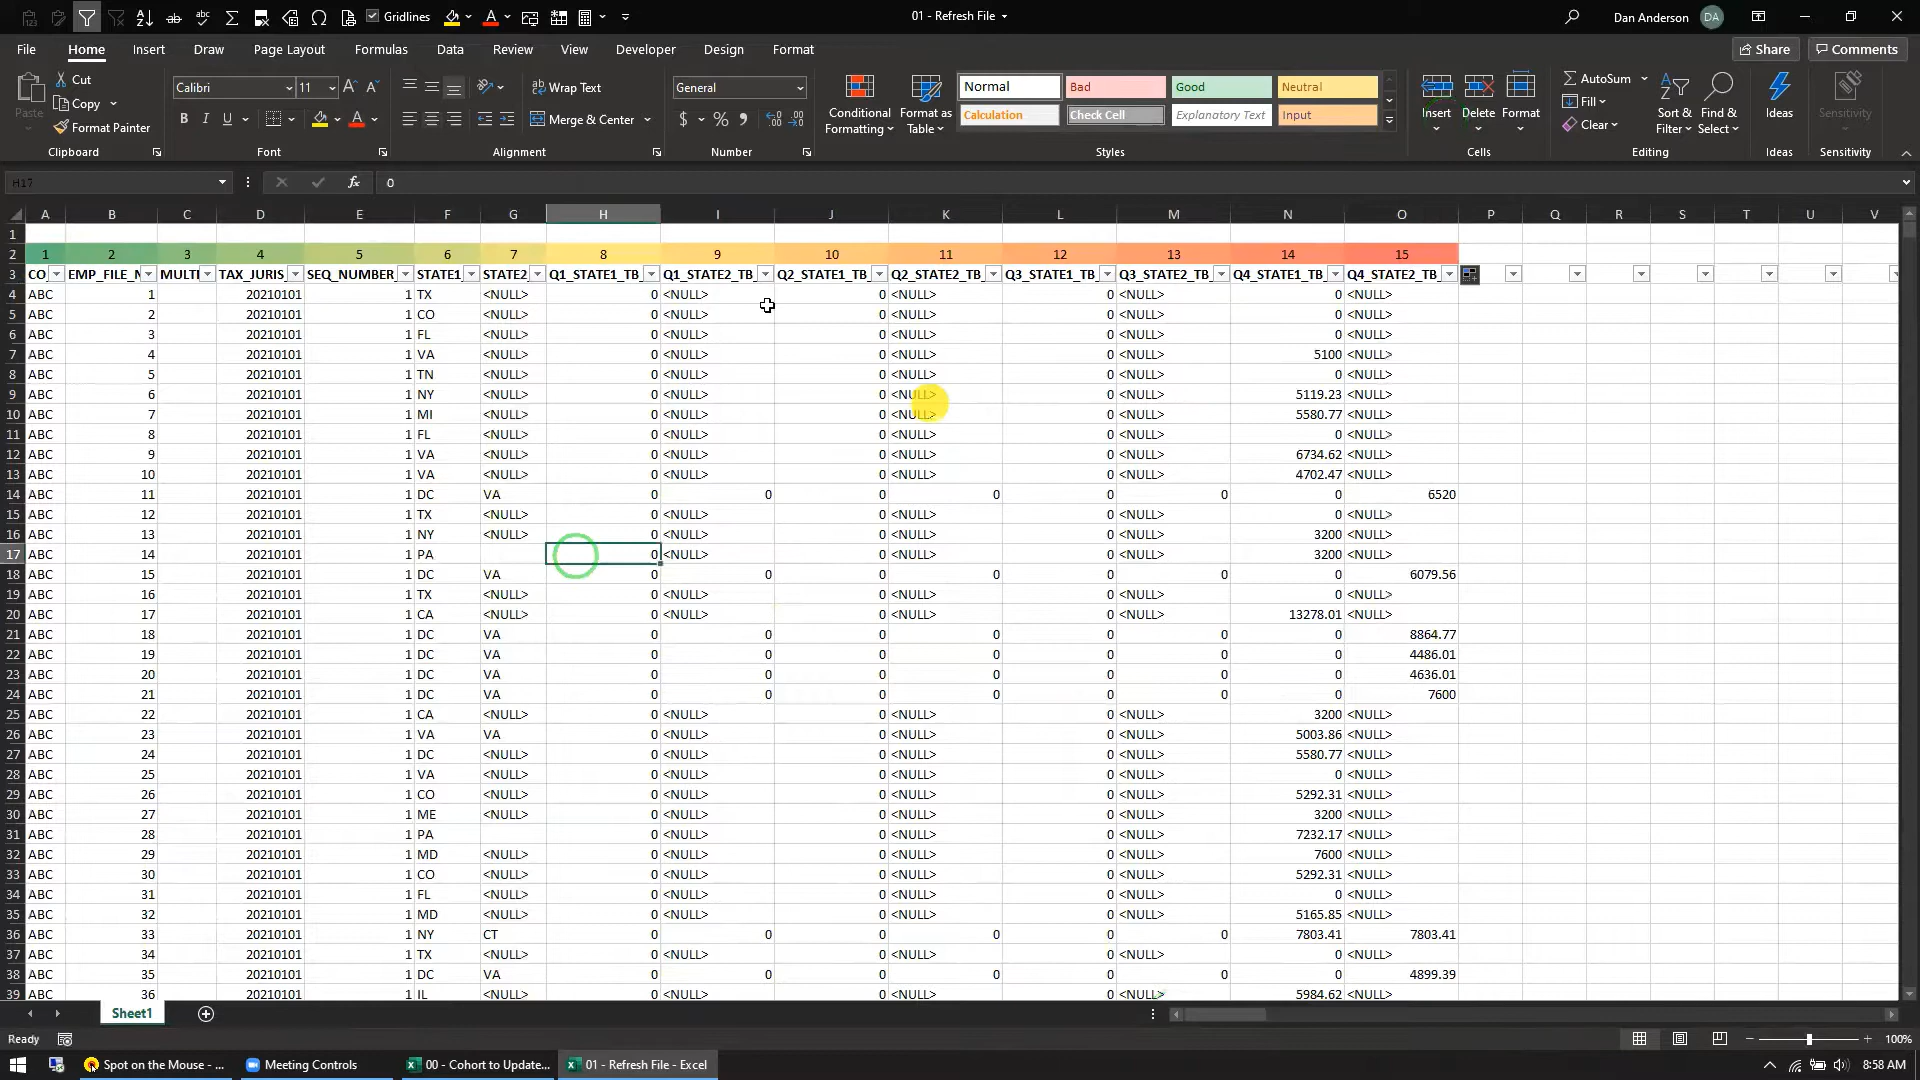 Gridlines
01 - Refresh File
Dan Anderson
DA
File Home Insert Draw Page Layout Formulas Data Review View Developer Design Format
Share Comments
Paste
Cut
Copy
Format Painter
Clipboard
Calibri 11
B I U
Font
Wrap Text
Merge & Center
Alignment
General
$ % 9
Number
Conditional Formatting
Format as Table
Normal Bad Good Neutral
Calculation Check Cell Explanatory Text Input
Styles
Insert Delete Format
Cells
AutoSum
Fill
Clear
Sort & Filter
Find & Select
Editing
Ideas
Ideas
Sensitivity
Sensitivity
H17 fx 0
A B C D E F G H I J K L M N O P Q R S T U V
1
2 1 2 3 4 5 6 7 8 9 10 11 12 13 14 15
3 CO EMP_FILE_N MULTI TAX_JURIS_ SEQ_NUMBER STATE1 STATE2 Q1_STATE1_TB Q1_STATE2_TB Q2_STATE1_TB Q2_STATE2_TB Q3_STATE1_TB Q3_STATE2_TB Q4_STATE1_TB Q4_STATE2_TB
4 ABC 1 20210101 1 TX <NULL> 0 <NULL> 0 <NULL> 0 <NULL> 0 <NULL>
5 ABC 2 20210101 1 CO <NULL> 0 <NULL> 0 <NULL> 0 <NULL> 0 <NULL>
6 ABC 3 20210101 1 FL <NULL> 0 <NULL> 0 <NULL> 0 <NULL> 0 <NULL>
7 ABC 4 20210101 1 VA <NULL> 0 <NULL> 0 <NULL> 0 <NULL> 5100 <NULL>
8 ABC 5 20210101 1 TN <NULL> 0 <NULL> 0 <NULL> 0 <NULL> 0 <NULL>
9 ABC 6 20210101 1 NY <NULL> 0 <NULL> 0 <NULL> 0 <NULL> 5119.23 <NULL>
10 ABC 7 20210101 1 MI <NULL> 0 <NULL> 0 <NULL> 0 <NULL> 5580.77 <NULL>
11 ABC 8 20210101 1 FL <NULL> 0 <NULL> 0 <NULL> 0 <NULL> 0 <NULL>
12 ABC 9 20210101 1 VA <NULL> 0 <NULL> 0 <NULL> 0 <NULL> 6734.62 <NULL>
13 ABC 10 20210101 1 VA <NULL> 0 <NULL> 0 <NULL> 0 <NULL> 4702.47 <NULL>
14 ABC 11 20210101 1 DC VA 0 0 0 0 0 0 0 6520
15 ABC 12 20210101 1 TX <NULL> 0 <NULL> 0 <NULL> 0 <NULL> 0 <NULL>
16 ABC 13 20210101 1 NY <NULL> 0 <NULL> 0 <NULL> 0 <NULL> 3200 <NULL>
17 ABC 14 20210101 1 PA 0 <NULL> 0 <NULL> 0 <NULL> 3200 <NULL>
18 ABC 15 20210101 1 DC VA 0 0 0 0 0 0 0 6079.56
19 ABC 16 20210101 1 TX <NULL> 0 <NULL> 0 <NULL> 0 <NULL> 0 <NULL>
20 ABC 17 20210101 1 CA <NULL> 0 <NULL> 0 <NULL> 0 <NULL> 13278.01 <NULL>
21 ABC 18 20210101 1 DC VA 0 0 0 0 0 0 0 8864.77
22 ABC 19 20210101 1 DC VA 0 0 0 0 0 0 0 4486.01
23 ABC 20 20210101 1 DC VA 0 0 0 0 0 0 0 4636.01
24 ABC 21 20210101 1 DC VA 0 0 0 0 0 0 0 7600
25 ABC 22 20210101 1 CA <NULL> 0 <NULL> 0 <NULL> 0 <NULL> 3200 <NULL>
26 ABC 23 20210101 1 VA VA 0 <NULL> 0 <NULL> 0 <NULL> 5003.86 <NULL>
27 ABC 24 20210101 1 DC <NULL> 0 <NULL> 0 <NULL> 0 <NULL> 5580.77 <NULL>
28 ABC 25 20210101 1 VA <NULL> 0 <NULL> 0 <NULL> 0 <NULL> 0 <NULL>
29 ABC 26 20210101 1 CO <NULL> 0 <NULL> 0 <NULL> 0 <NULL> 5292.31 <NULL>
30 ABC 27 20210101 1 ME <NULL> 0 <NULL> 0 <NULL> 0 <NULL> 3200 <NULL>
31 ABC 28 20210101 1 PA 0 <NULL> 0 <NULL> 0 <NULL> 7232.17 <NULL>
32 ABC 29 20210101 1 MD <NULL> 0 <NULL> 0 <NULL> 0 <NULL> 7600 <NULL>
33 ABC 30 20210101 1 CO <NULL> 0 <NULL> 0 <NULL> 0 <NULL> 5292.31 <NULL>
34 ABC 31 20210101 1 FL <NULL> 0 <NULL> 0 <NULL> 0 <NULL> 0 <NULL>
35 ABC 32 20210101 1 MD <NULL> 0 <NULL> 0 <NULL> 0 <NULL> 5165.85 <NULL>
36 ABC 33 20210101 1 NY CT 0 0 0 0 0 0 7803.41 7803.41
37 ABC 34 20210101 1 TX <NULL> 0 <NULL> 0 <NULL> 0 <NULL> 0 <NULL>
38 ABC 35 20210101 1 DC VA 0 0 0 0 0 0 0 4899.39
39 ABC 36 20210101 1 IL <NULL> 0 <NULL> 0 <NULL> 0 <NULL> 5984.62 <NULL>
Sheet1
Ready 100%
Spot on the Mouse - ... Meeting Controls 00 - Cohort to Update... 01 - Refresh File - Excel 8:58 AM